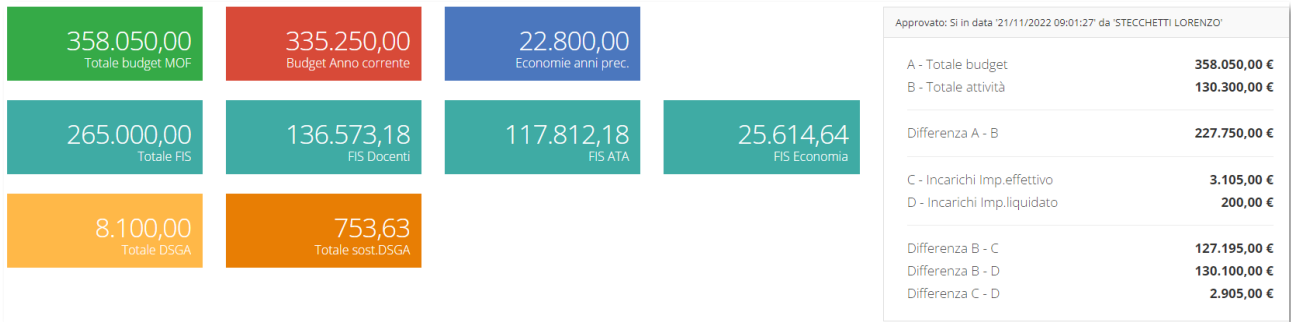 358.050,00
Totale budget MOF
335.250,00
Budget Anno corrente
22.800,00
Economie anni prec.
265.000,00
Totale FIS
136.573,18
FIS Docenti
117.812,18
FIS ATA
25.614,64
FIS Economia
8.100,00
Totale DSGA
753,63
Totale sost.DSGA
Approvato: Si in data '21/11/2022 09:01:27' da 'STECCHETTI LORENZO'
A - Totale budget 358.050,00 €
B - Totale attività 130.300,00 €
Differenza A - B 227.750,00 €
C - Incarichi Imp.effettivo 3.105,00 €
D - Incarichi Imp.liquidato 200,00 €
Differenza B - C 127.195,00 €
Differenza B - D 130.100,00 €
Differenza C - D 2.905,00 €